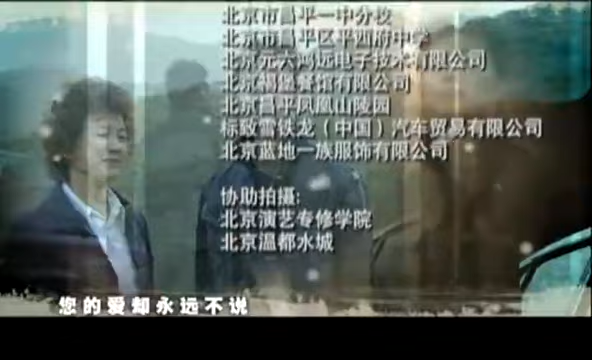 北京市昌平一中分校
北京市昌平区平西府中学
北京元六鸿远电子技术有限公司
北京福堡餐馆有限公司
北京昌平凤凰山陵园
标致雪铁龙（中国）汽车贸易有限公司
北京蓝地一族服饰有限公司
协助拍摄:
北京演艺专修学院
北京温都水城
您的爱却永远不说